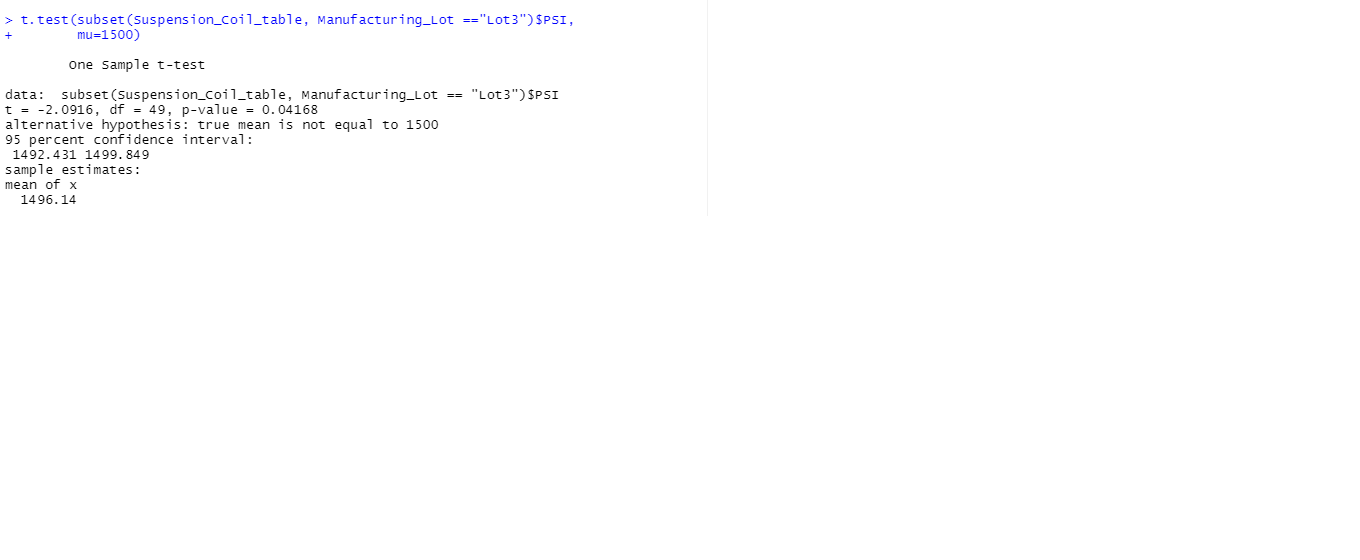 > t.test(subset(Suspension_Coil_table, Manufacturing_Lot =="Lot3")$PSI,
+        mu=1500)
        One Sample t-test
data:  subset(Suspension_Coil_table, Manufacturing_Lot == "Lot3")$PSI
t = -2.0916, df = 49, p-value = 0.04168
alternative hypothesis: true mean is not equal to 1500
95 percent confidence interval:
 1492.431 1499.849
sample estimates:
mean of x
  1496.14